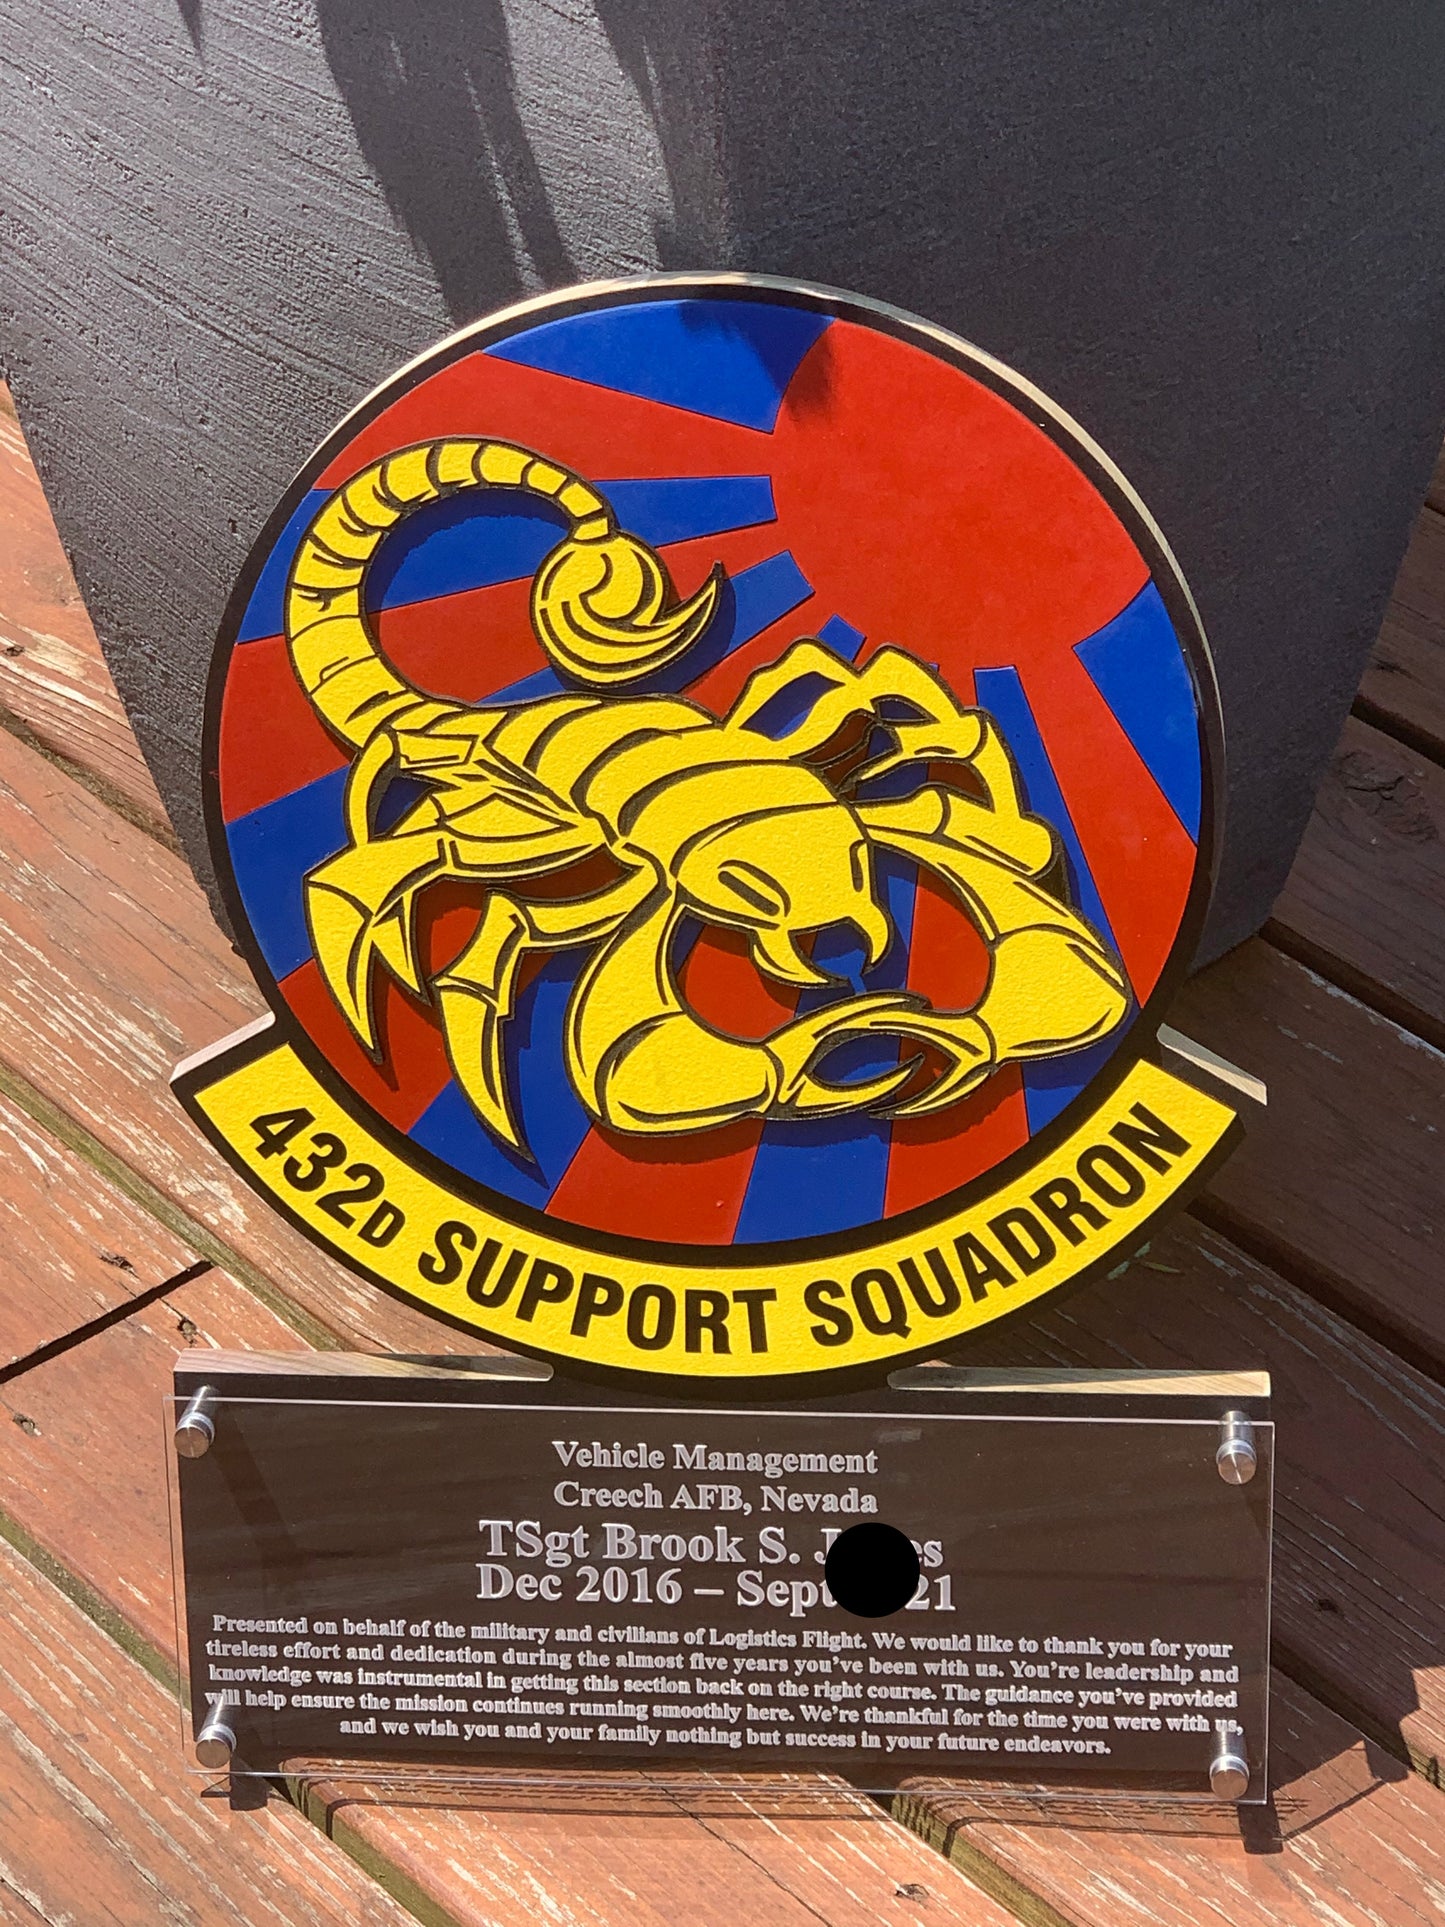 432D SUPPORT SQUADRON
Vehicle Management
Creech AFB, Nevada
TSgt Brook S.
Dec 2016 –
Presented on behalf of the military and civilians of Logistics Flight. We would like to thank you for your
tireless effort and dedication during the almost five years you've been with us. You're leadership and
knowledge was instrumental in getting this section back on the right course. The guidance you've provided
will help ensure the mission continues running smoothly here. We're thankful for the time you were with us,
and we wish you and your family nothing but success in your future endeavors.